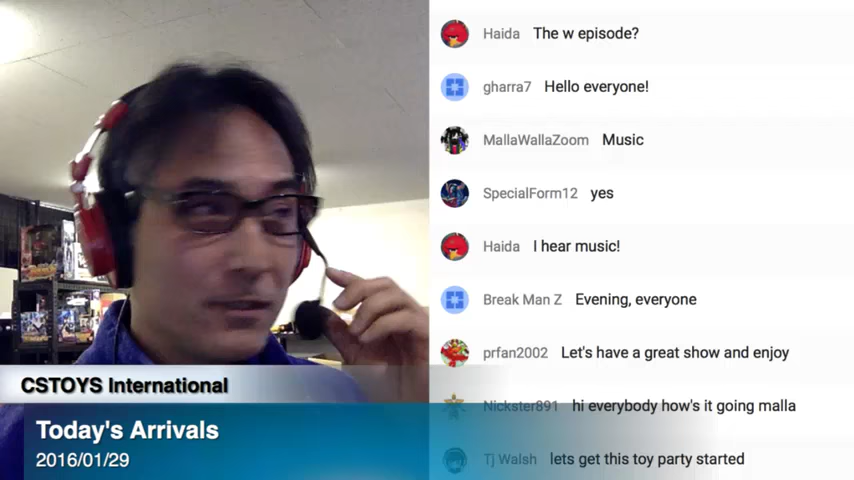 Haida The w episode?
gharra7 Hello everyone!
MallaWallaZoom Music
SpecialForm12 yes
Haida I hear music!
Break Man Z Evening, everyone
prfan2002 Let's have a great show and enjoy
Nickster891 hi everybody how's it going malla
Tj Walsh lets get this toy party started
CSTOYS International
Today's Arrivals
2016/01/29